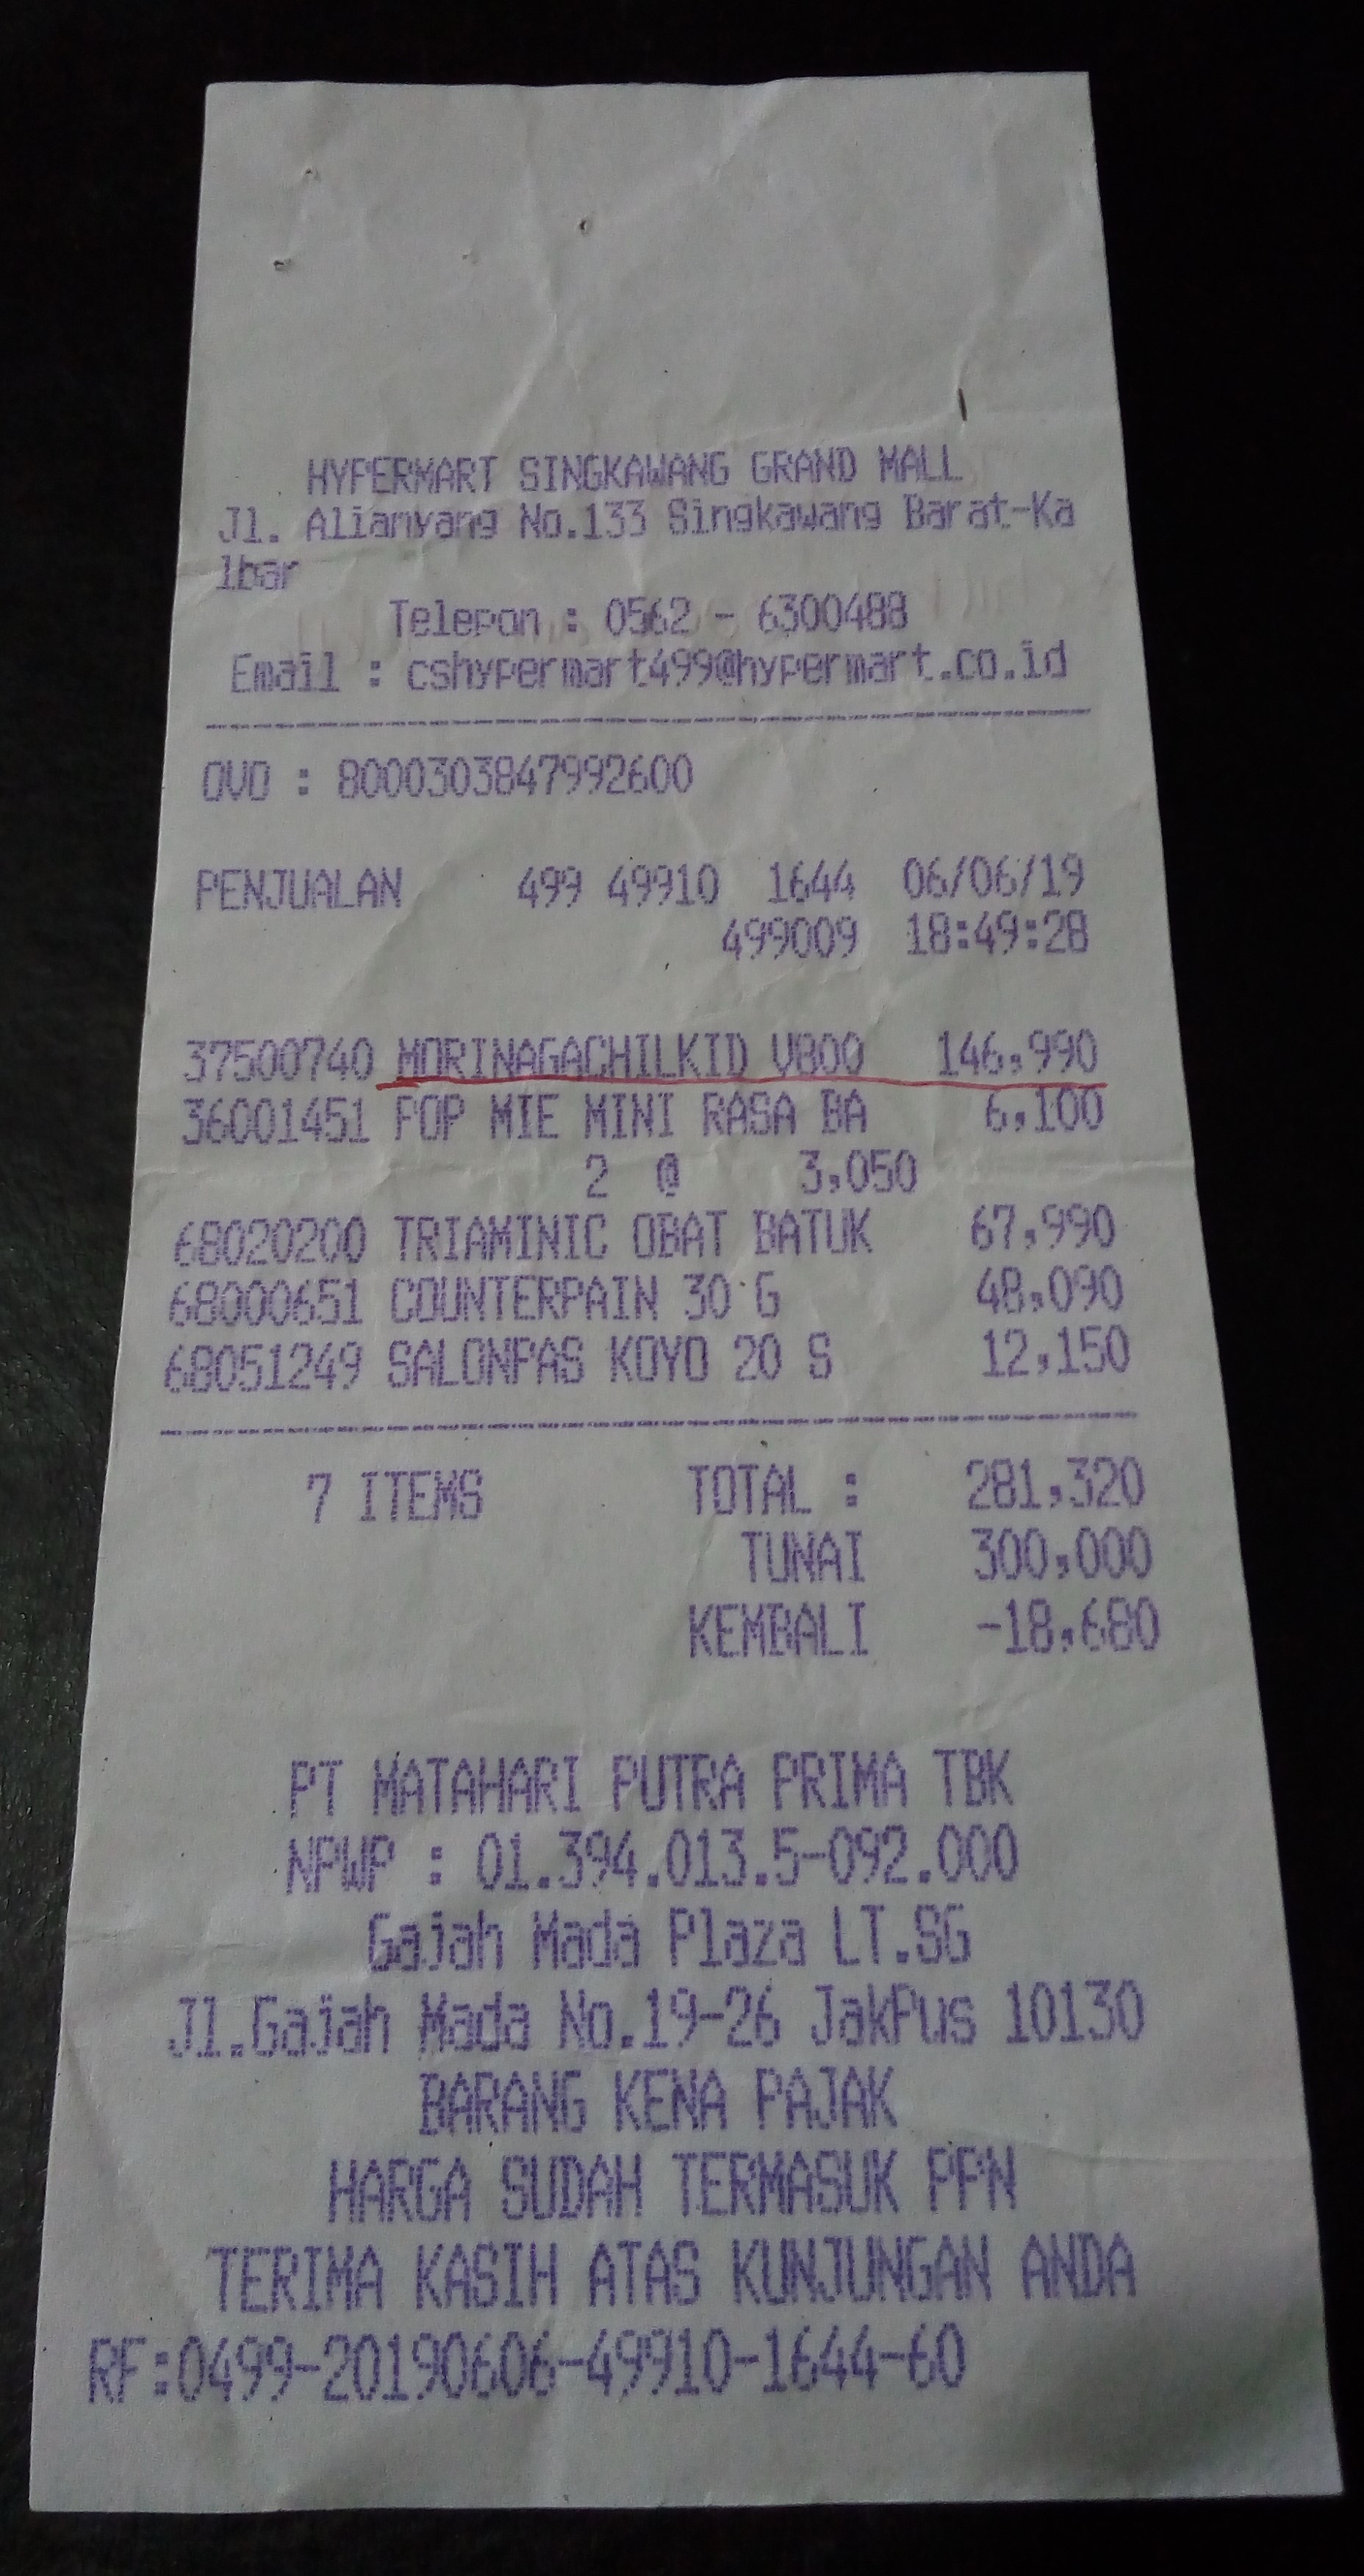 HYPERMART SINGKAWANG GRAND MALL
Jl. Alianyang No.133 Singkawang Barat-Ka
lbar
Telepon : 0562 - 6300488
Email : cshypermart499@hypermart.co.id
OVO : 8000303847992600
PENJUALAN 499 49910 1644 06/06/19
499009 18:49:28
37500740 MORINAGACHILKID V800 146,990
36001451 POP MIE MINI RASA BA 6,100
2 @ 3,050
68020200 TRIAMINIC OBAT BATUK 67,990
68000651 COUNTERPAIN 30 G 48,090
68051249 SALONPAS KOYO 20 S 12,150
7 ITEMS TOTAL : 281,320
TUNAI 300,000
KEMBALI -18,680
PT MATAHARI PUTRA PRIMA TBK
NPWP : 01.394.013.5-092.000
Gajah Mada Plaza LT.SG
Jl.Gajah Mada No.19-26 JakPus 10130
BARANG KENA PAJAK
HARGA SUDAH TERMASUK PPN
TERIMA KASIH ATAS KUNJUNGAN ANDA
RF:0499-20190606-49910-1644-60